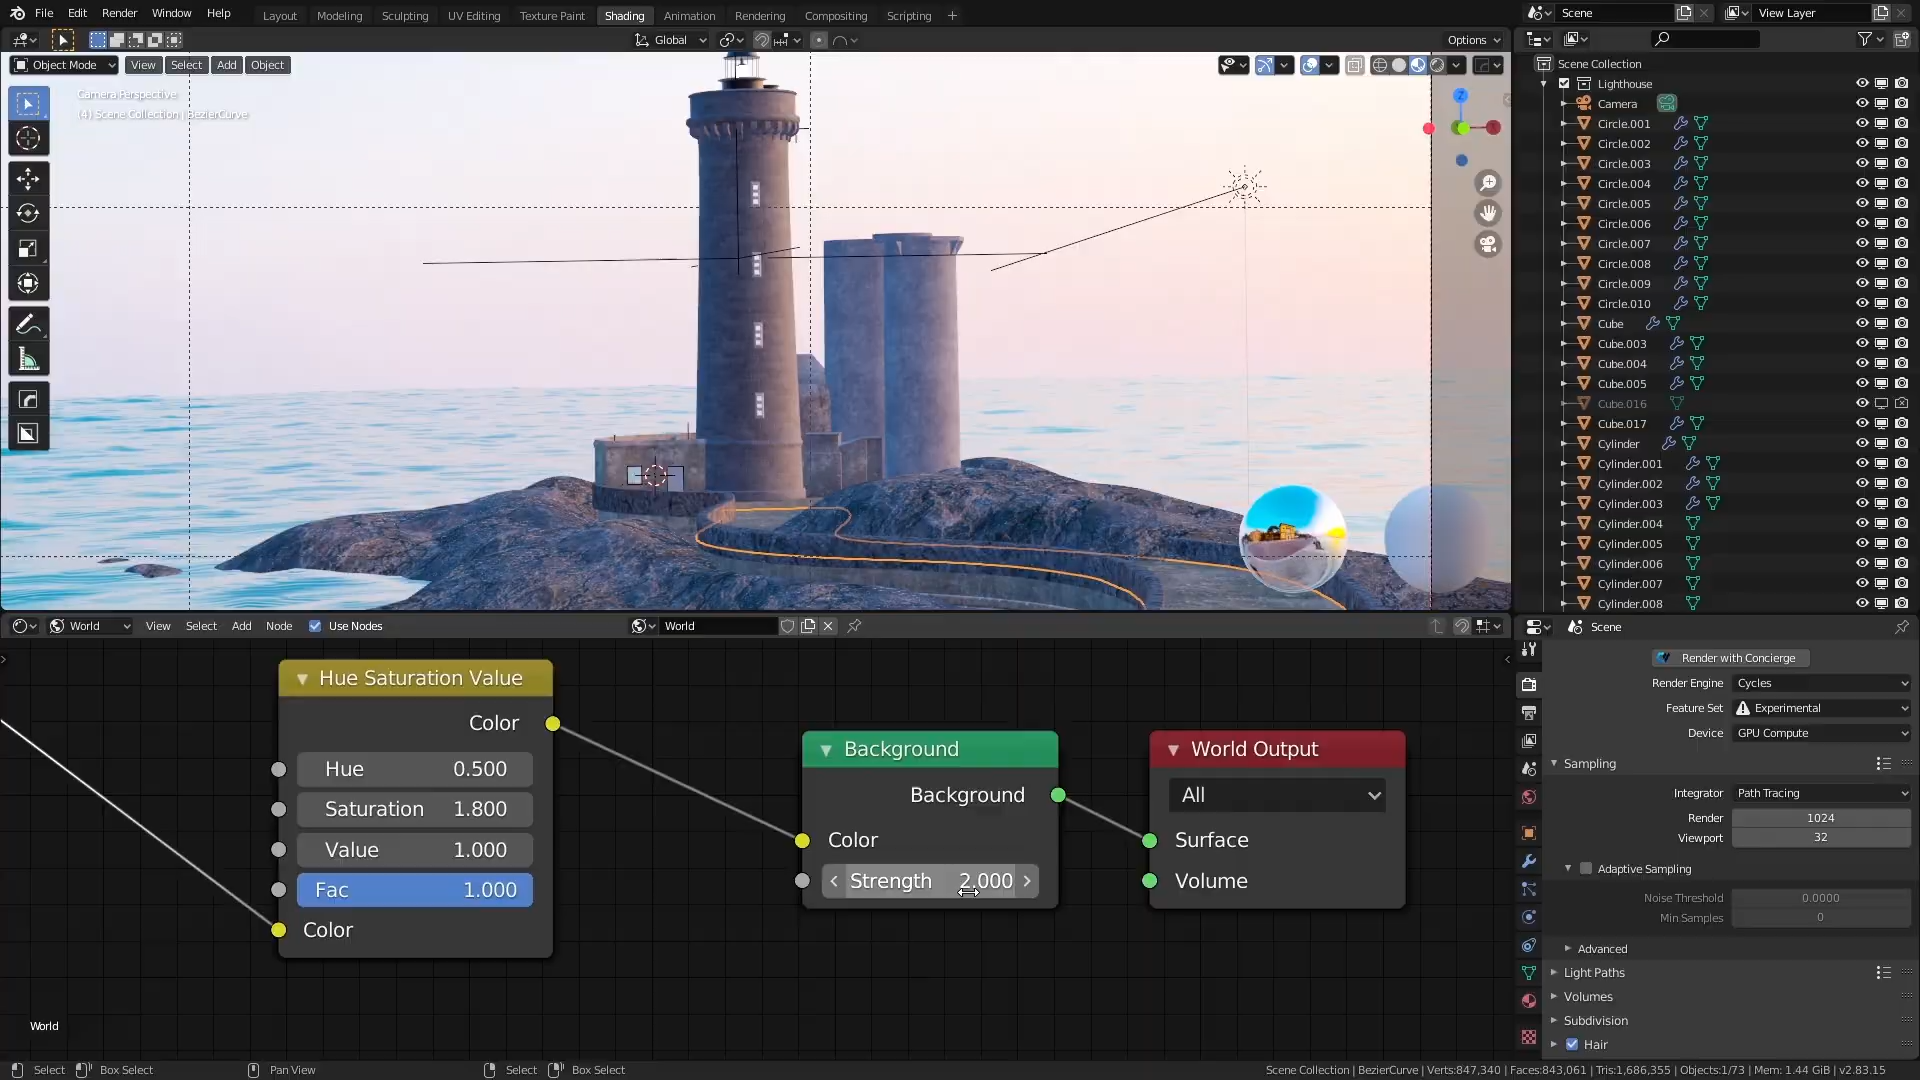 File Edit Render Window Help Layout Modeling Sculpting UV Editing Texture Paint Shading Animation Rendering Compositing Scripting + Scene View Layer
Global Options
Object Mode View Select Add Object
Camera Perspective
(4) Scene Collection | BezierCurve
Z
Scene Collection
Lighthouse
Camera
Circle.001
Circle.002
Circle.003
Circle.004
Circle.005
Circle.006
Circle.007
Circle.008
Circle.009
Circle.010
Cube
Cube.003
Cube.004
Cube.005
Cube.016
Cube.017
Cylinder
Cylinder.001
Cylinder.002
Cylinder.003
Cylinder.004
Cylinder.005
Cylinder.006
Cylinder.007
Cylinder.008
World View Select Add Node Use Nodes World
Hue Saturation Value
Color
Hue 0.500
Saturation 1.800
Value 1.000
Fac 1.000
Color
Background
Background
Color
Strength 2.000
World Output
All
Surface
Volume
World
Scene
Render with Concierge
Render Engine Cycles
Feature Set Experimental
Device GPU Compute
Sampling
Integrator Path Tracing
Render 1024
Viewport 32
Adaptive Sampling
Noise Threshold 0.0000
Min Samples 0
Advanced
Light Paths
Volumes
Subdivision
Hair
Select Box Select Pan View Select Box Select Scene Collection | BezierCurve | Verts:847,340 | Faces:843,061 | Tris:1,686,355 | Objects:1/73 | Mem: 1.44 GiB | v2.83.15